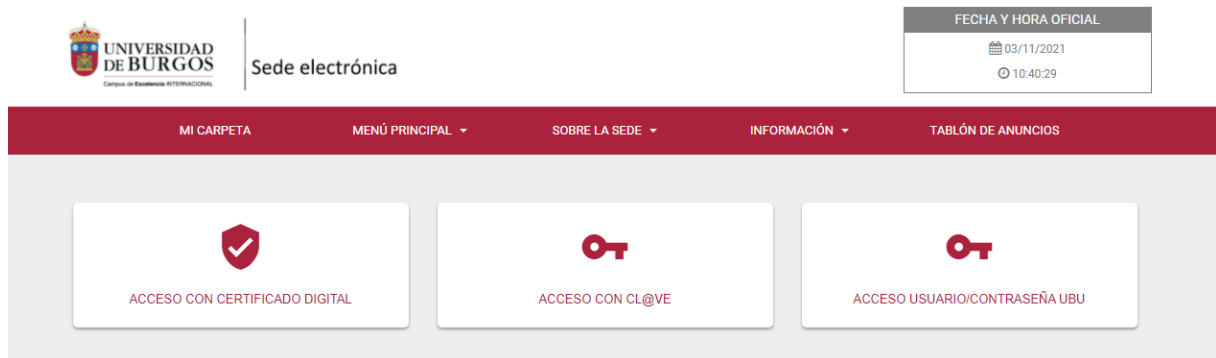 UNIVERSIDAD
DE BURGOS
Campus de Excelencia INTERNACIONAL
Sede electrónica
FECHA Y HORA OFICIAL
03/11/2021
10:40:29
MI CARPETA
MENÚ PRINCIPAL
SOBRE LA SEDE
INFORMACIÓN
TABLÓN DE ANUNCIOS
ACCESO CON CERTIFICADO DIGITAL
ACCESO CON CL@VE
ACCESO USUARIO/CONTRASEÑA UBU